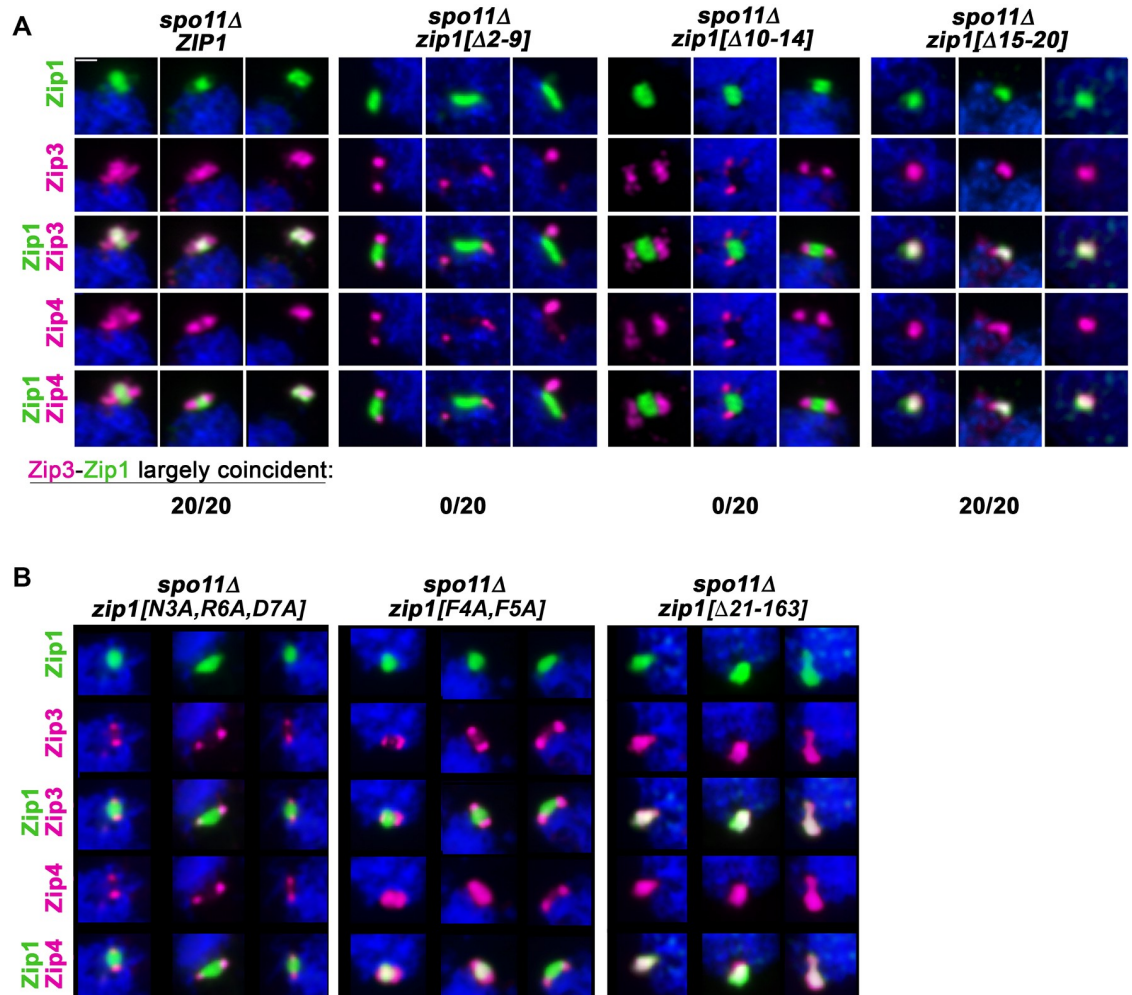 A
spo11Δ
ZIP1
spo11Δ
zip1[Δ2-9]
spo11Δ
zip1[Δ10-14]
spo11Δ
zip1[Δ15-20]
Zip1
Zip3
Zip1
Zip3
Zip4
Zip1
Zip4
Zip3-Zip1 largely coincident:
20/20
0/20
0/20
20/20
B
spo11Δ
zip1[N3A,R6A,D7A]
spo11Δ
zip1[F4A,F5A]
spo11Δ
zip1[Δ21-163]
Zip1
Zip3
Zip1
Zip3
Zip4
Zip1
Zip4